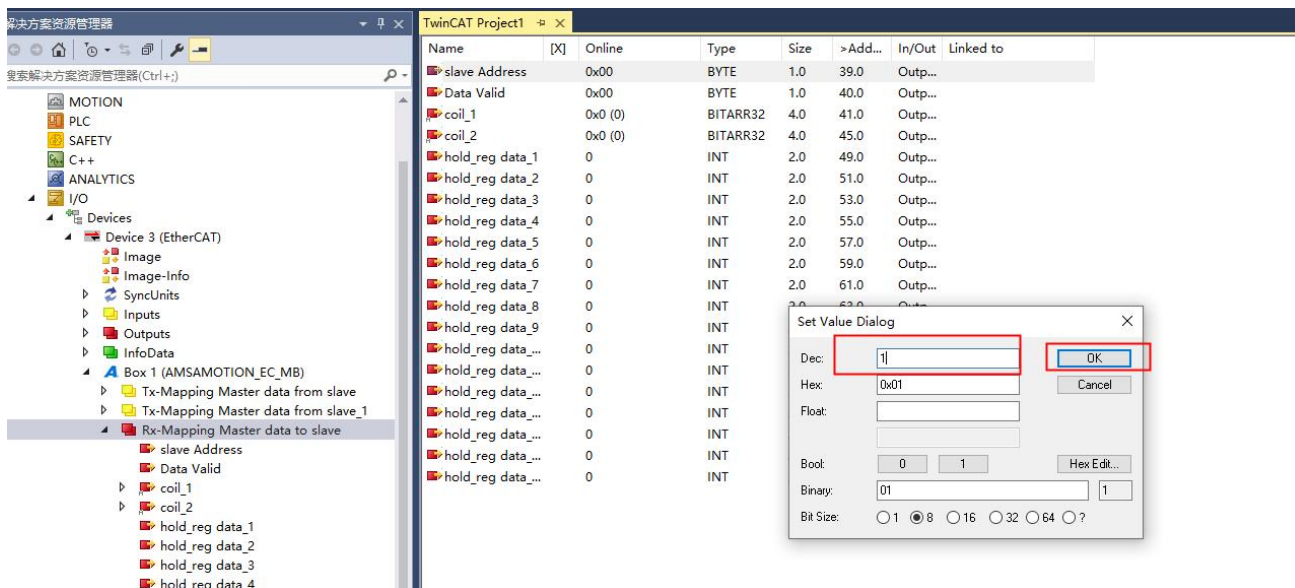 解决方案资源管理器
搜索解决方案资源管理器(Ctrl+;)
MOTION
PLC
SAFETY
C++
ANALYTICS
I/O
Devices
Device 3 (EtherCAT)
Image
Image-Info
SyncUnits
Inputs
Outputs
InfoData
Box 1 (AMSAMOTION_EC_MB)
Tx-Mapping Master data from slave
Tx-Mapping Master data from slave_1
Rx-Mapping Master data to slave
slave Address
Data Valid
coil_1
coil_2
hold_reg data_1
hold_reg data_2
hold_reg data_3
hold_reg data_4
TwinCAT Project1
Name [X] Online Type Size >Add... In/Out Linked to
slave Address 0x00 BYTE 1.0 39.0 Outp...
Data Valid 0x00 BYTE 1.0 40.0 Outp...
coil_1 0x0 (0) BITARR32 4.0 41.0 Outp...
coil_2 0x0 (0) BITARR32 4.0 45.0 Outp...
hold_reg data_1 0 INT 2.0 49.0 Outp...
hold_reg data_2 0 INT 2.0 51.0 Outp...
hold_reg data_3 0 INT 2.0 53.0 Outp...
hold_reg data_4 0 INT 2.0 55.0 Outp...
hold_reg data_5 0 INT 2.0 57.0 Outp...
hold_reg data_6 0 INT 2.0 59.0 Outp...
hold_reg data_7 0 INT 2.0 61.0 Outp...
hold_reg data_8 0 INT 2.0 63.0 Outp...
hold_reg data_9 0 INT
hold_reg data_... 0 INT
hold_reg data_... 0 INT
hold_reg data_... 0 INT
hold_reg data_... 0 INT
hold_reg data_... 0 INT
hold_reg data_... 0 INT
hold_reg data_... 0 INT
Set Value Dialog
Dec: 1 OK
Hex: 0x01 Cancel
Float:
Bool: 0 1 Hex Edit...
Binary: 01 1
Bit Size: 1 8 16 32 64 ?